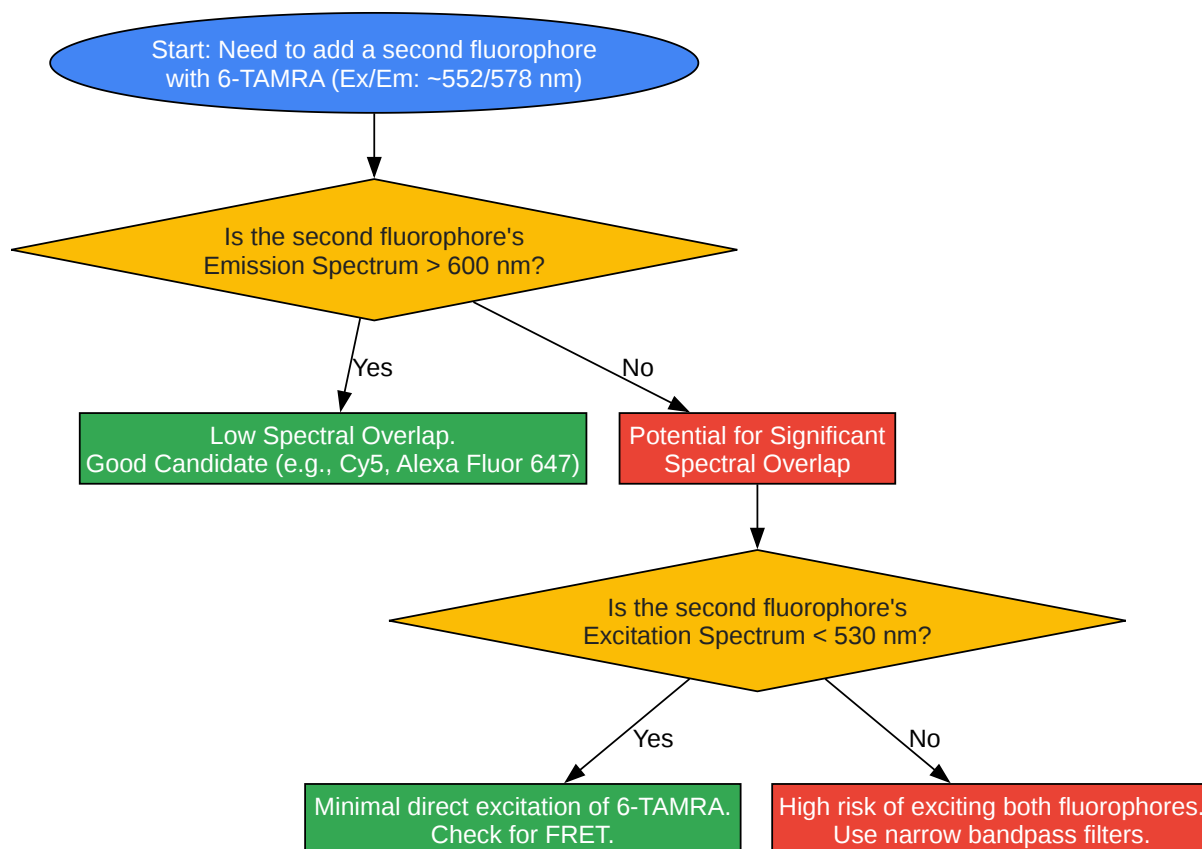 Start: Need to add a second fluorophore
with 6-TAMRA (Ex/Em: ~552/578 nm)
Is the second fluorophore's
Emission Spectrum > 600 nm?
Yes
No
Low Spectral Overlap.
Good Candidate (e.g., Cy5, Alexa Fluor 647)
Potential for Significant
Spectral Overlap
Is the second fluorophore's
Excitation Spectrum < 530 nm?
Yes
No
Minimal direct excitation of 6-TAMRA.
Check for FRET.
High risk of exciting both fluorophores.
Use narrow bandpass filters.